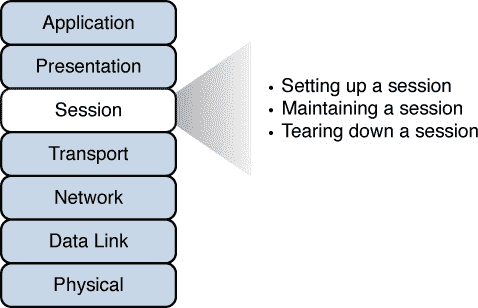 Application
Presentation
Session
Transport
Network
Data Link
Physical
• Setting up a session
• Maintaining a session
• Tearing down a session